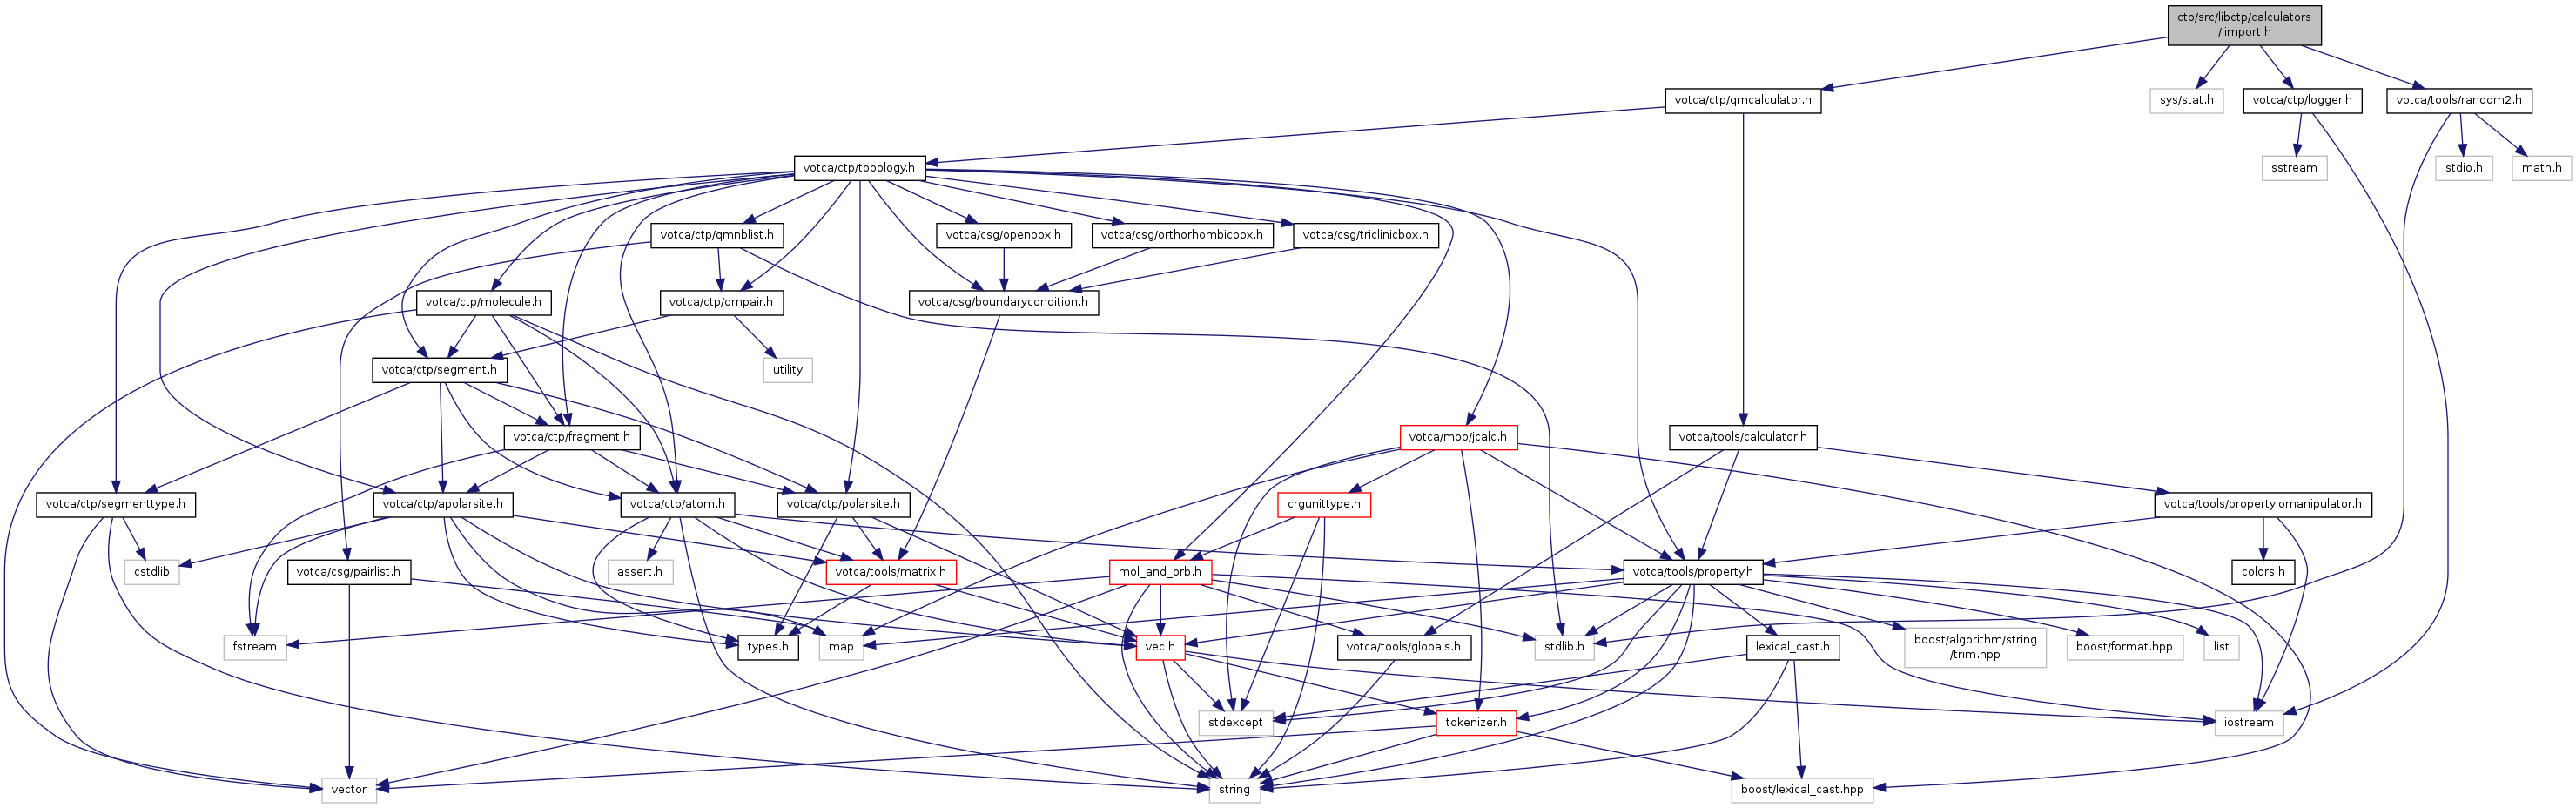 ctp/src/libctp/calculators
/iimport.h
votca/ctp/qmcalculator.h
sys/stat.h
votca/ctp/logger.h
votca/tools/random2.h
votca/ctp/topology.h
sstream
stdio.h
math.h
votca/ctp/qmnblist.h
votca/csg/openbox.h
votca/csg/orthorhombicbox.h
votca/csg/triclinicbox.h
votca/ctp/molecule.h
votca/ctp/qmpair.h
votca/csg/boundarycondition.h
votca/ctp/segment.h
utility
votca/ctp/fragment.h
votca/moo/jcalc.h
votca/tools/calculator.h
votca/ctp/segmenttype.h
votca/ctp/apolarsite.h
votca/ctp/atom.h
votca/ctp/polarsite.h
crgunittype.h
votca/tools/propertyiomanipulator.h
cstdlib
votca/csg/pairlist.h
assert.h
votca/tools/matrix.h
mol_and_orb.h
votca/tools/property.h
colors.h
fstream
types.h
map
vec.h
votca/tools/globals.h
stdlib.h
lexical_cast.h
boost/algorithm/string
/trim.hpp
boost/format.hpp
list
stdexcept
tokenizer.h
iostream
vector
string
boost/lexical_cast.hpp